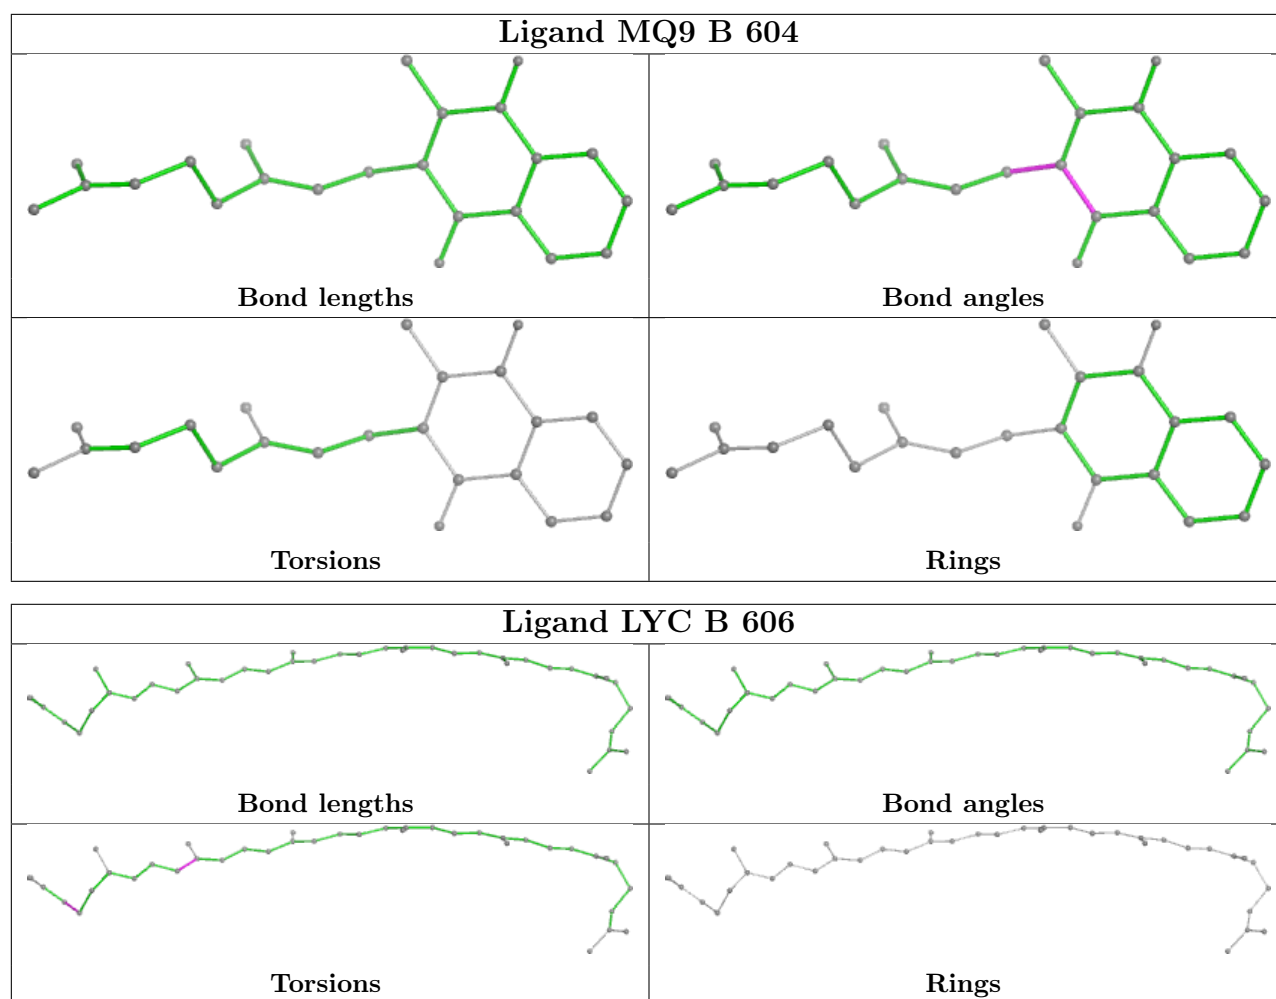 Ligand MQ9 B 604
Bond lengths
Bond angles
Torsions
Rings
Ligand LYC B 606
Bond lengths
Bond angles
Torsions
Rings